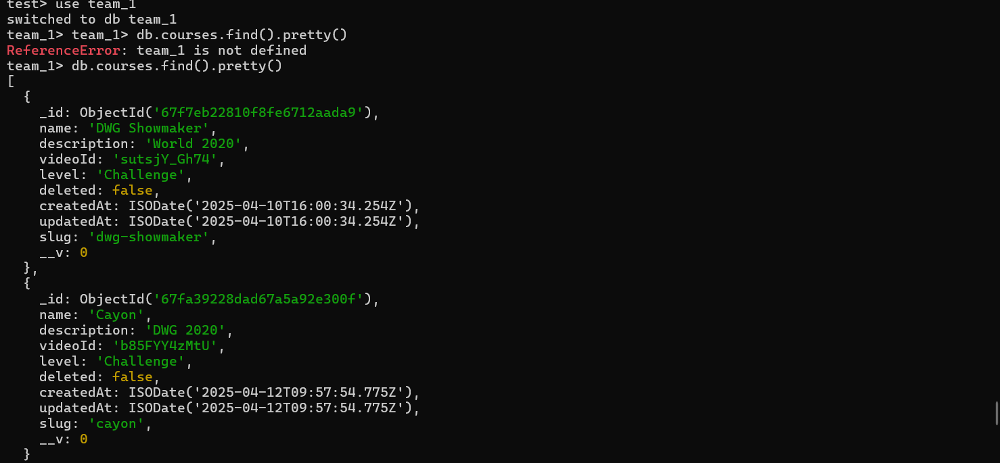 test> use team_1
switched to db team_1
team_1> team_1> db.courses.find().pretty()
ReferenceError: team_1 is not defined
team_1> db.courses.find().pretty()
[
  {
    _id: ObjectId('67f7eb22810f8fe6712aada9'),
    name: 'DWG Showmaker',
    description: 'World 2020',
    videoId: 'sutsjY_Gh74',
    level: 'Challenge',
    deleted: false,
    createdAt: ISODate('2025-04-10T16:00:34.254Z'),
    updatedAt: ISODate('2025-04-10T16:00:34.254Z'),
    slug: 'dwg-showmaker',
    __v: 0
  },
  {
    _id: ObjectId('67fa39228dad67a5a92e300f'),
    name: 'Cayon',
    description: 'DWG 2020',
    videoId: 'b85FYY4zMtU',
    level: 'Challenge',
    deleted: false,
    createdAt: ISODate('2025-04-12T09:57:54.775Z'),
    updatedAt: ISODate('2025-04-12T09:57:54.775Z'),
    slug: 'cayon',
    __v: 0
  }